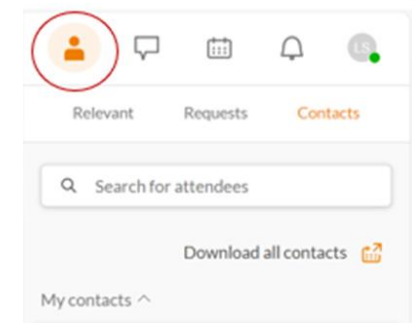 LS
Relevant Requests Contacts
Search for attendees
Download all contacts
My contacts